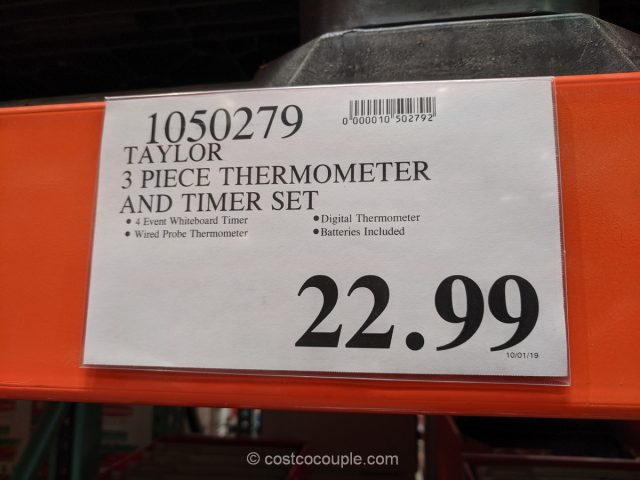 1050279
0 000010 502792
TAYLOR
3 PIECE THERMOMETER
AND TIMER SET
• 4 Event Whiteboard Timer
• Digital Thermometer
• Wired Probe Thermometer
• Batteries Included
22.99
10/01/19
© costcocouple.com